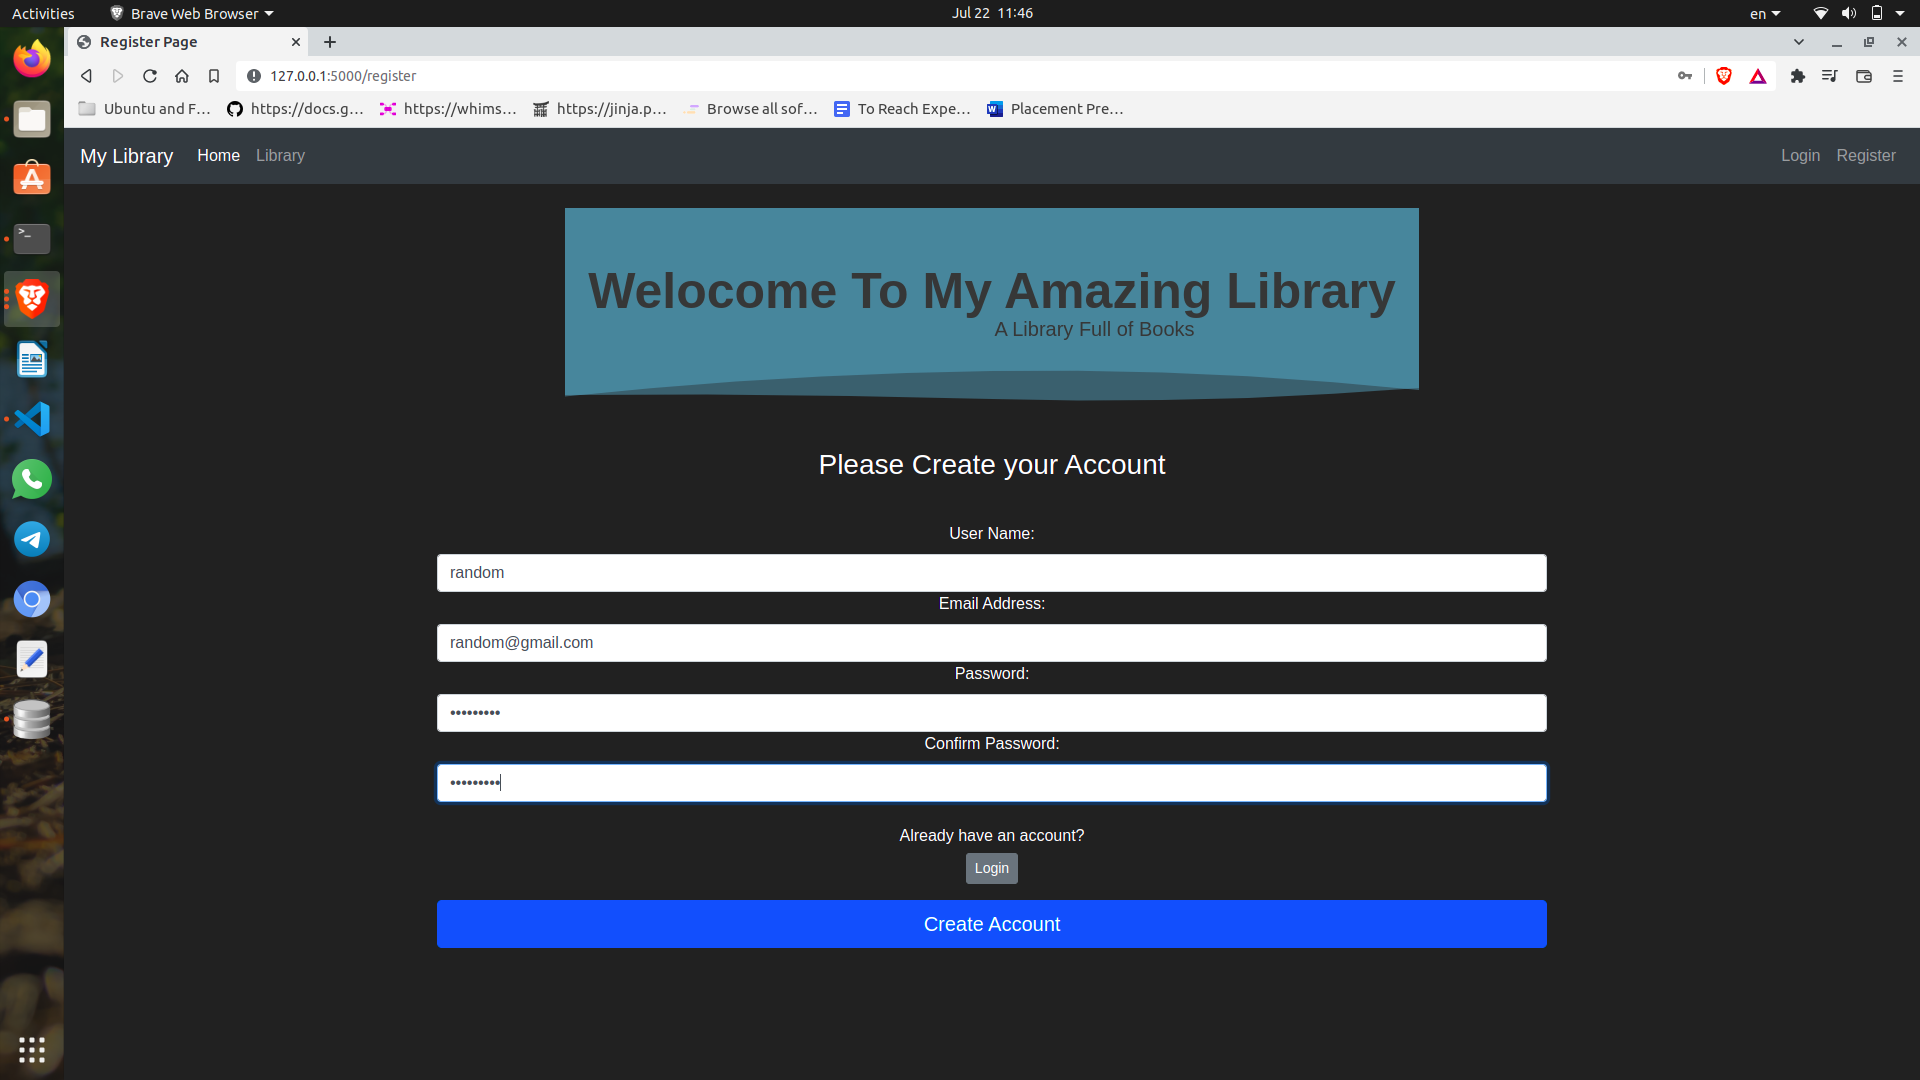 Activities
Brave Web Browser
Jul 22 11:46
en
Register Page
127.0.0.1:5000/register
Ubuntu and F...
https://docs.g...
https://whims...
https://jinja.p...
Browse all sof...
To Reach Expe...
Placement Pre...
My Library
Home
Library
Login
Register
Welocome To My Amazing Library
A Library Full of Books
Please Create your Account
User Name:
random
Email Address:
random@gmail.com
Password:
•••••••••
Confirm Password:
•••••••••
Already have an account?
Login
Create Account